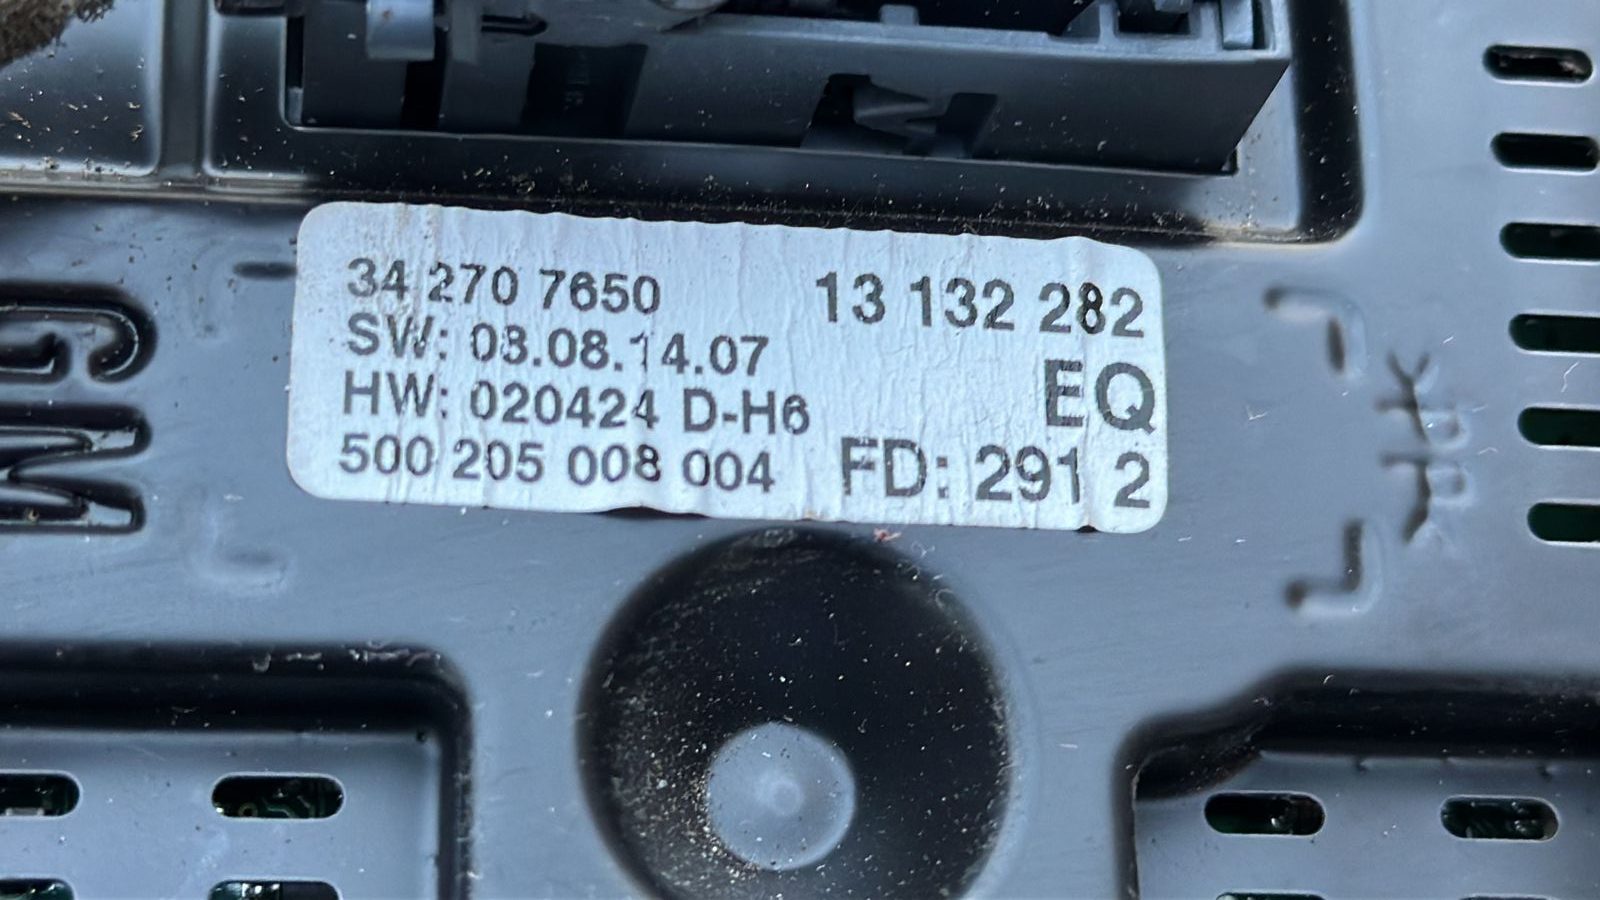 34 270 7650 13 132 282
SW: 08.08.14.07
HW: 020424 D-H6 EQ
500 205 008 004 FD: 291 2
GM